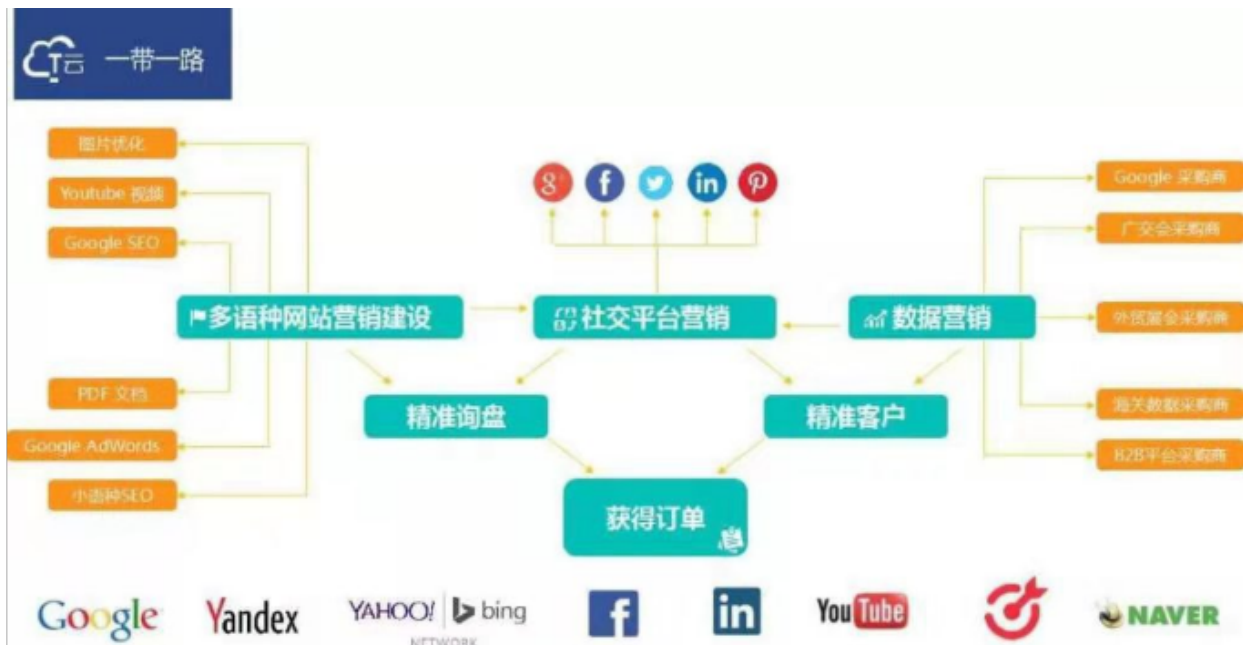 T云 一带一路
图片优化
Youtube 视频
Google SEO
PDF 文档
Google AdWords
小语种SEO
多语种网站营销建设
社交平台营销
数据营销
Google 采购商
广交会采购商
外贸展会采购商
海关数据采购商
B2B平台采购商
精准询盘
精准客户
获得订单
Google
Yandex
YAHOO! bing
NETWORK
in
YouTube
NAVER